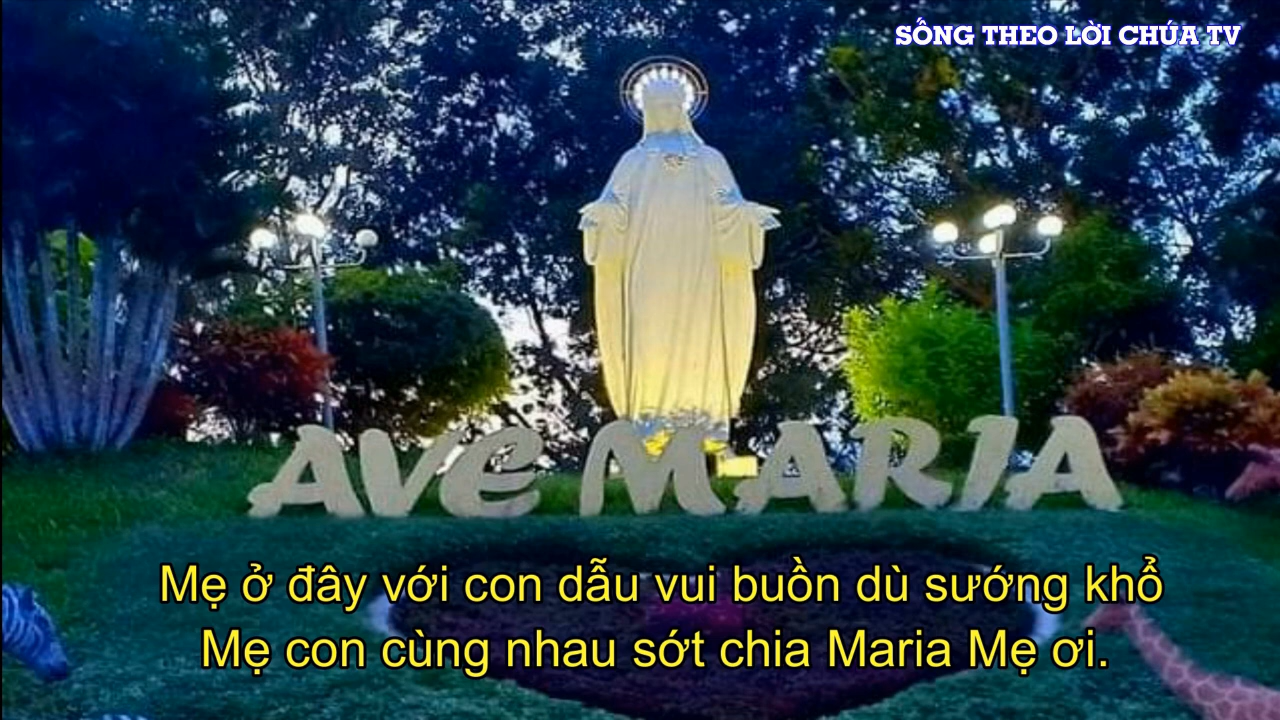 SỐNG THEO LỜI CHÚA TV
AVE MARIA
Mẹ ở đây với con dẫu vui buồn dù sướng khổ
Mẹ con cùng nhau sớt chia Maria Mẹ ơi.